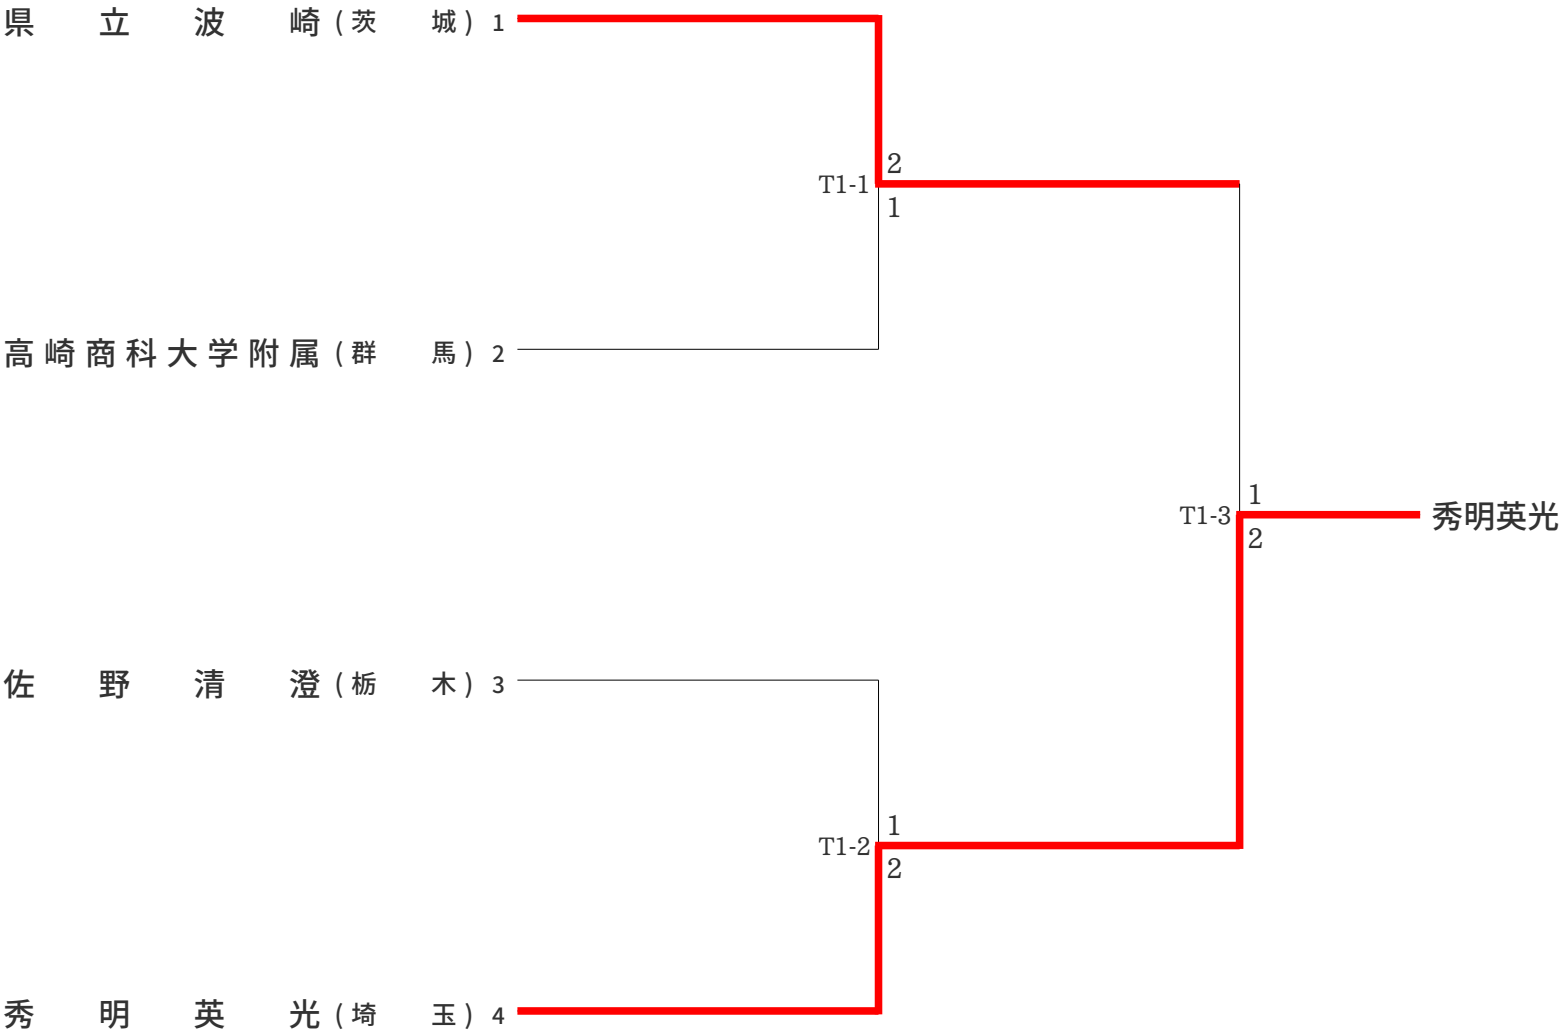 県立波崎(茨城) 1
2
T1-1
1
高崎商科大学附属(群馬) 2
1
T1-3 秀明英光
2
佐野清澄(栃木) 3
1
T1-2
2
秀明英光(埼玉) 4